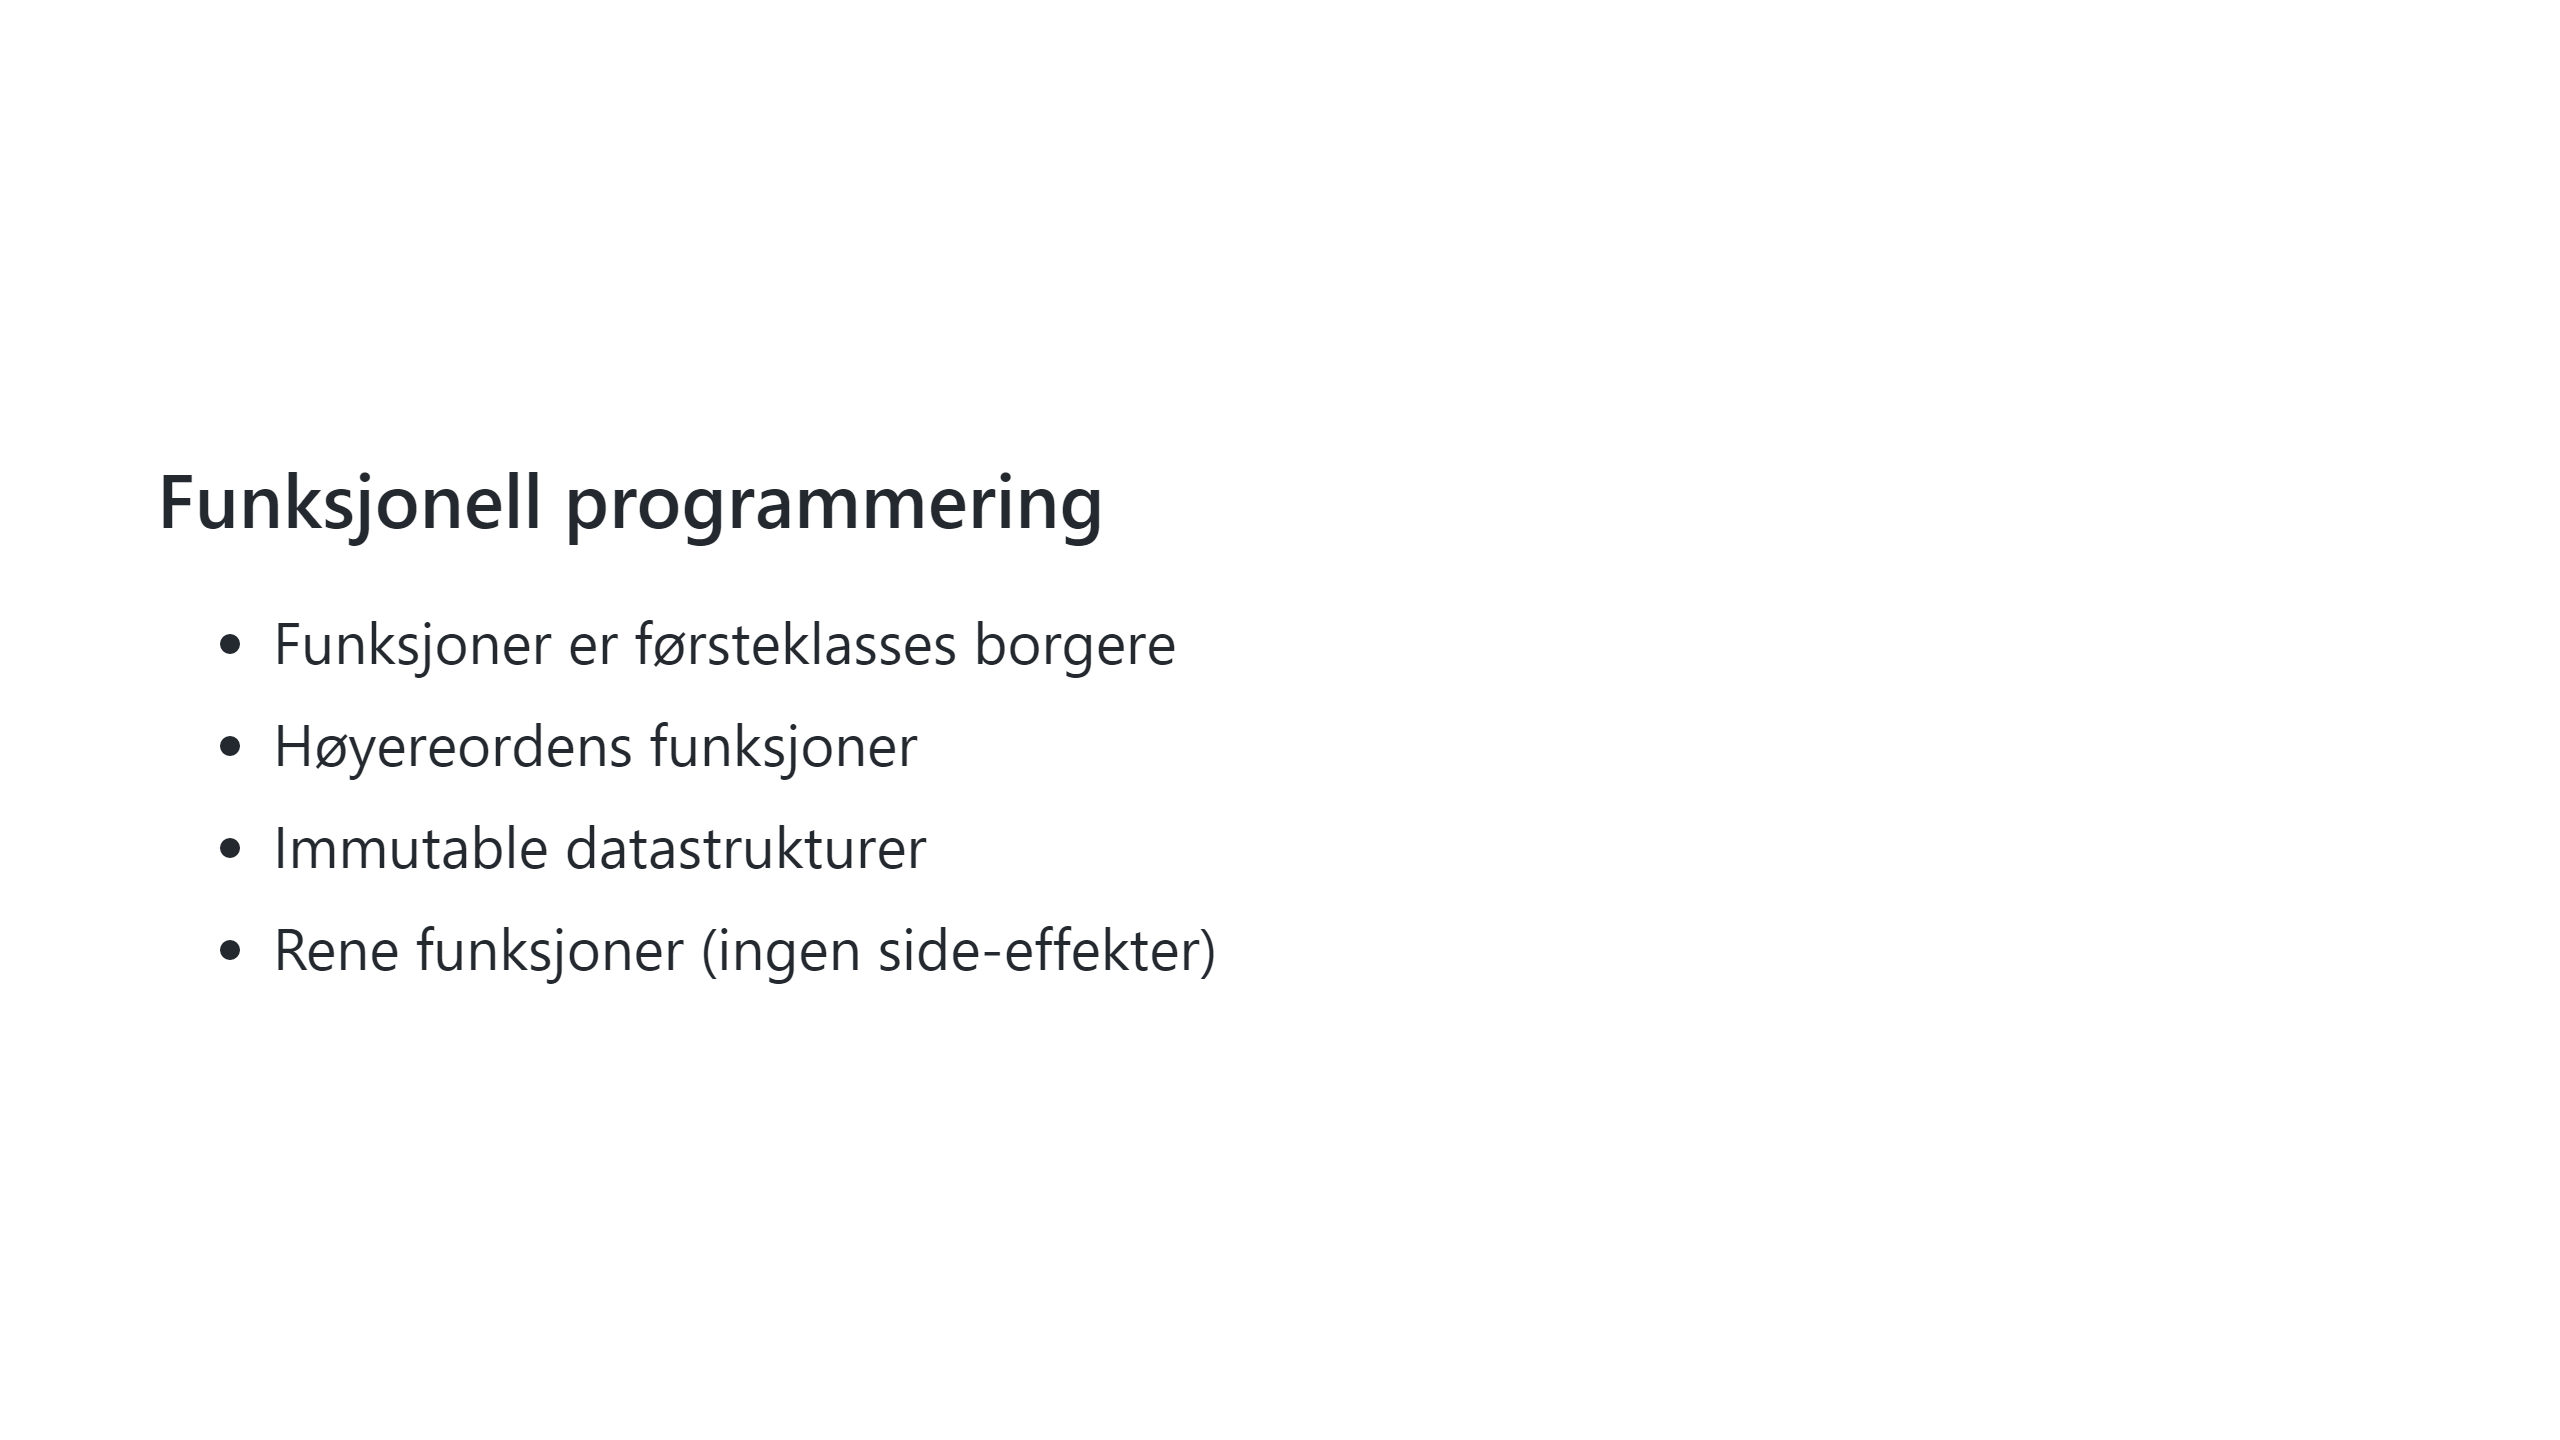 Funksjonell programmering
• Funksjoner er førsteklasses borgere
• Høyereordens funksjoner
• Immutable datastrukturer
• Rene funksjoner (ingen side-effekter)